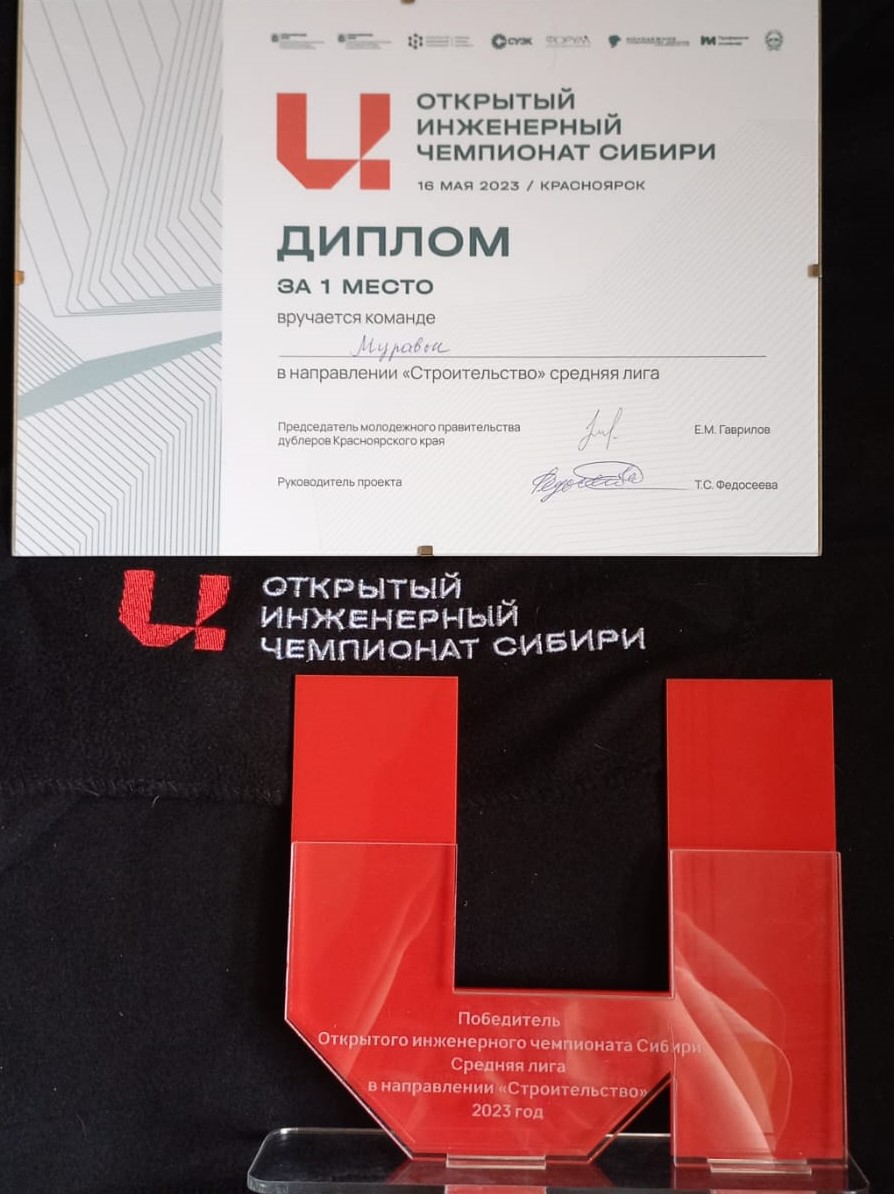 СУЭК
ФОРУМ
ОТКРЫТЫЙ
ИНЖЕНЕРНЫЙ
ЧЕМПИОНАТ СИБИРИ
16 МАЯ 2023 / КРАСНОЯРСК
ДИПЛОМ
ЗА 1 МЕСТО
вручается команде
Муравьи
в направлении «Строительство» средняя лига
Председатель молодежного правительства
дублеров Красноярского края
Е.М. Гаврилов
Руководитель проекта
Т.С. Федосеева
ОТКРЫТЫЙ
ИНЖЕНЕРНЫЙ
ЧЕМПИОНАТ СИБИРИ
Победитель
Открытого инженерного чемпионата Сибири
Средняя лига
в направлении «Строительство»
2023 год